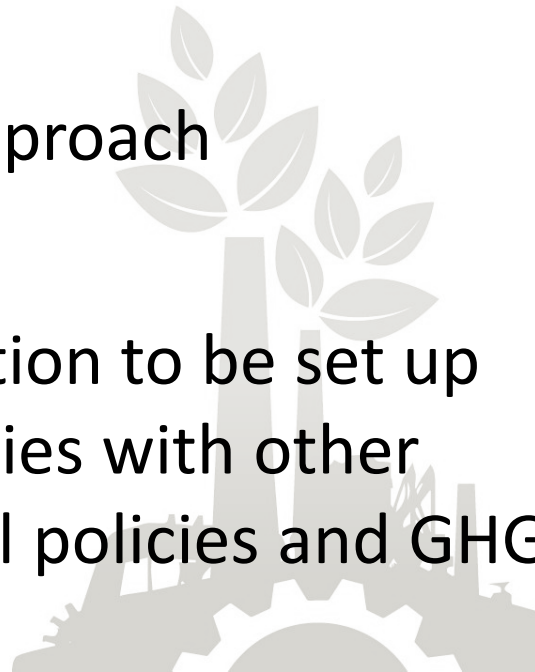 proach
tion to be set up
ies with other
l policies and GHG